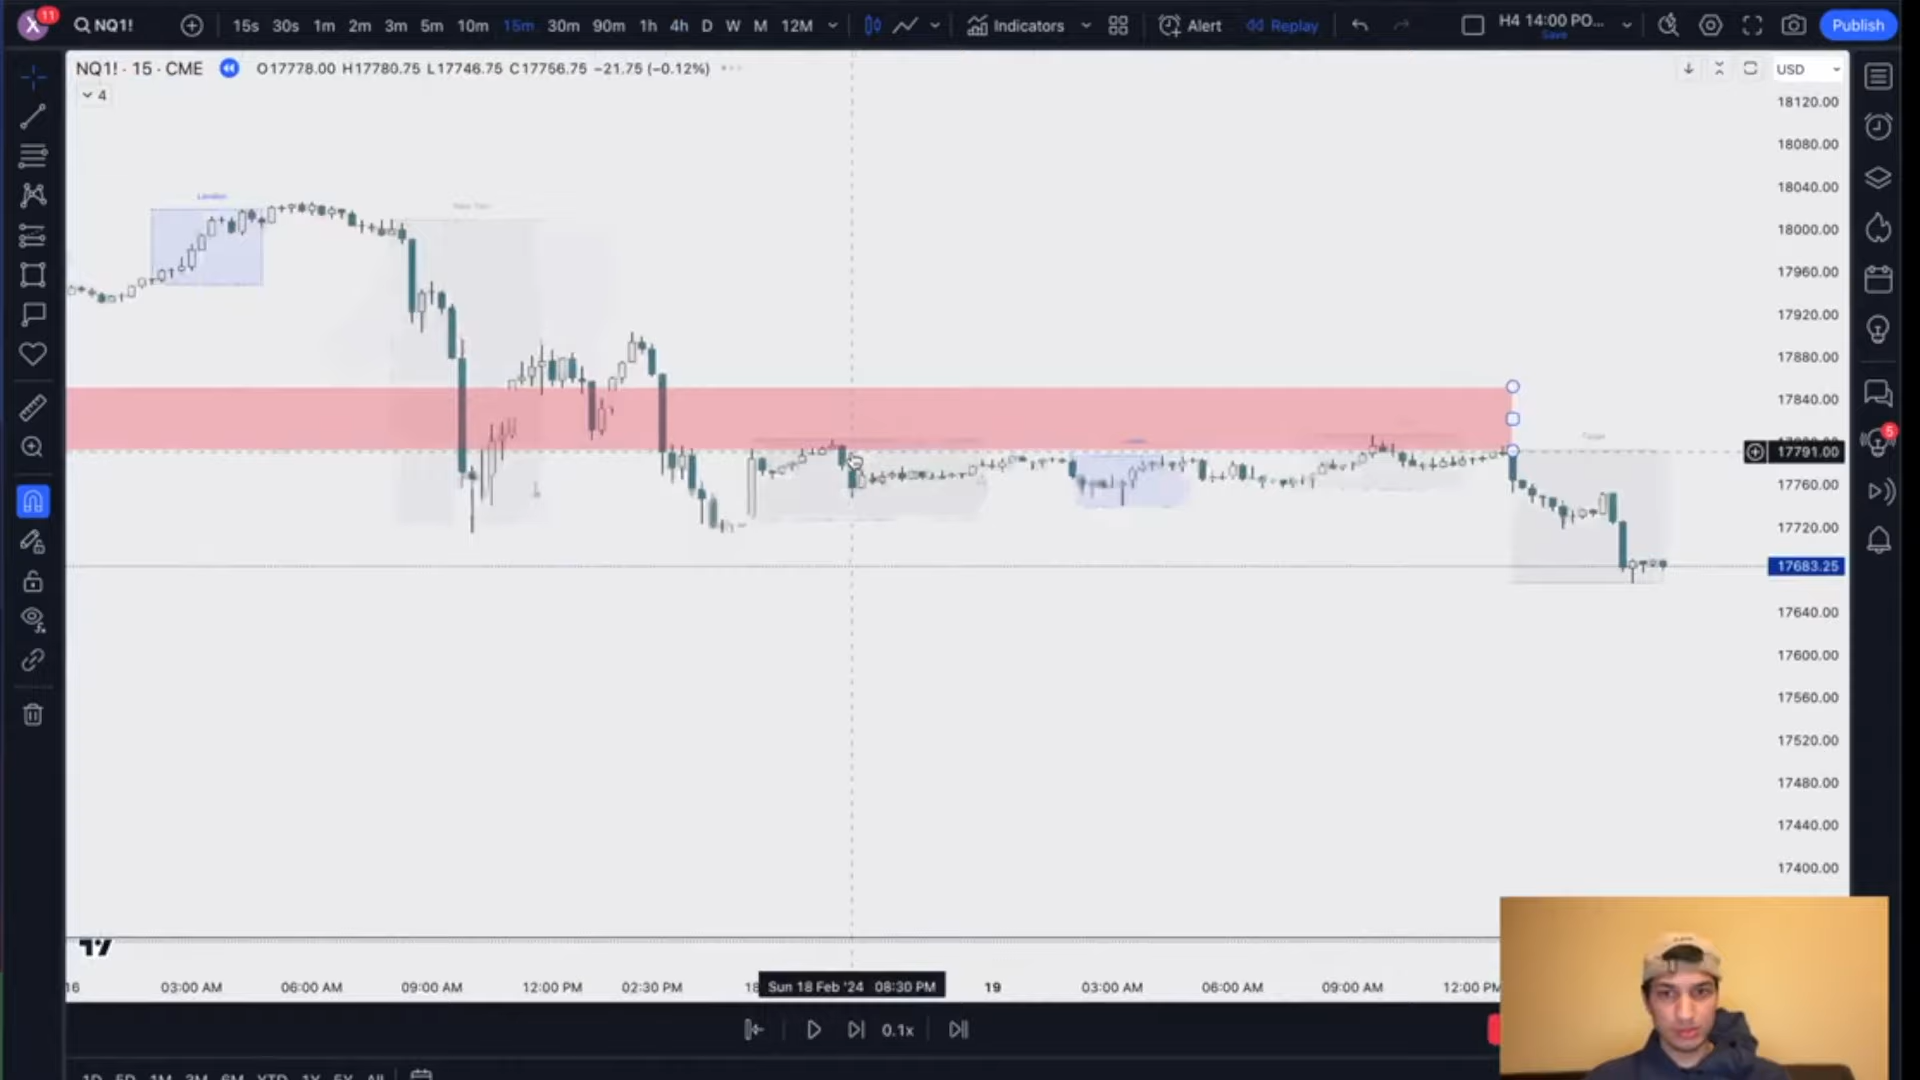 11
X
NQ1!
15s 30s 1m 2m 3m 5m 10m 15m 30m 90m 1h 4h D W M 12M
Indicators
Alert
Replay
H4 14:00 PO...
Save
Publish
NQ1! · 15 · CME
O17778.00 H17780.75 L17746.75 C17756.75 −21.75 (−0.12%)
USD
4
18120.00
18080.00
18040.00
London
18000.00
17960.00
17920.00
17880.00
17840.00
5
17791.00
17760.00
17720.00
17683.25
17640.00
17600.00
17560.00
17520.00
17480.00
17440.00
17400.00
16 03:00 AM 06:00 AM 09:00 AM 12:00 PM 02:30 PM 18 Sun 18 Feb '24 08:30 PM 19 03:00 AM 06:00 AM 09:00 AM 12:00 PM
0.1x
1D 5D 1M 3M 6M YTD 1Y 5Y All